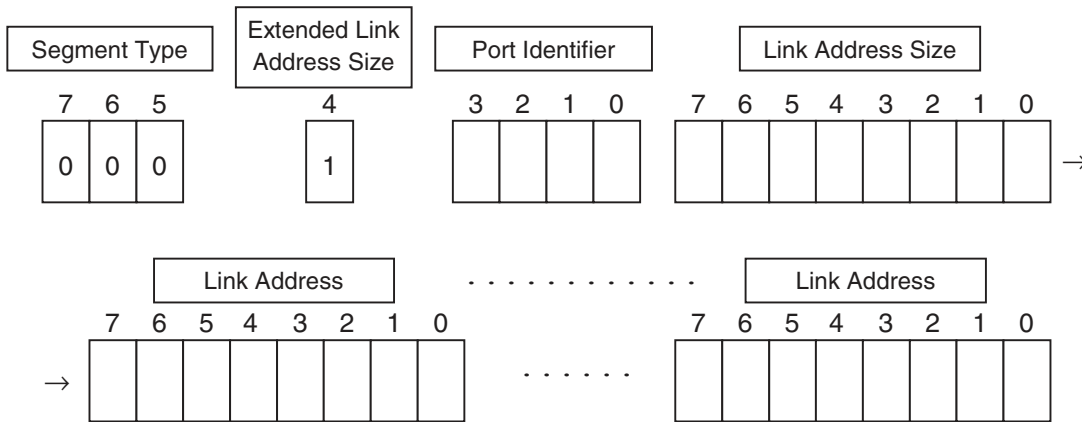 Segment Type
Extended Link
Address Size
Port Identifier
Link Address Size
7 6 5 4 3 2 1 0 7 6 5 4 3 2 1 0
0 0 0 1 →
Link Address . . . . . . . . . . . . Link Address
7 6 5 4 3 2 1 0 7 6 5 4 3 2 1 0
→ . . . . . .